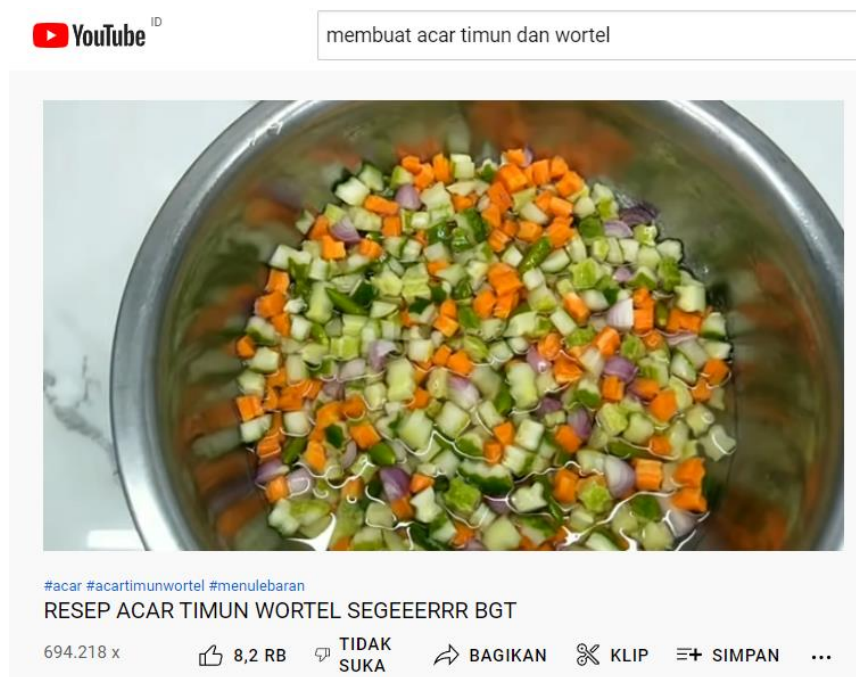 YouTube ID
membuat acar timun dan wortel
#acar #acartimunwortel #menulebaran
RESEP ACAR TIMUN WORTEL SEGEEERRR BGT
694.218 x 8,2 RB TIDAK SUKA BAGIKAN KLIP SIMPAN ...